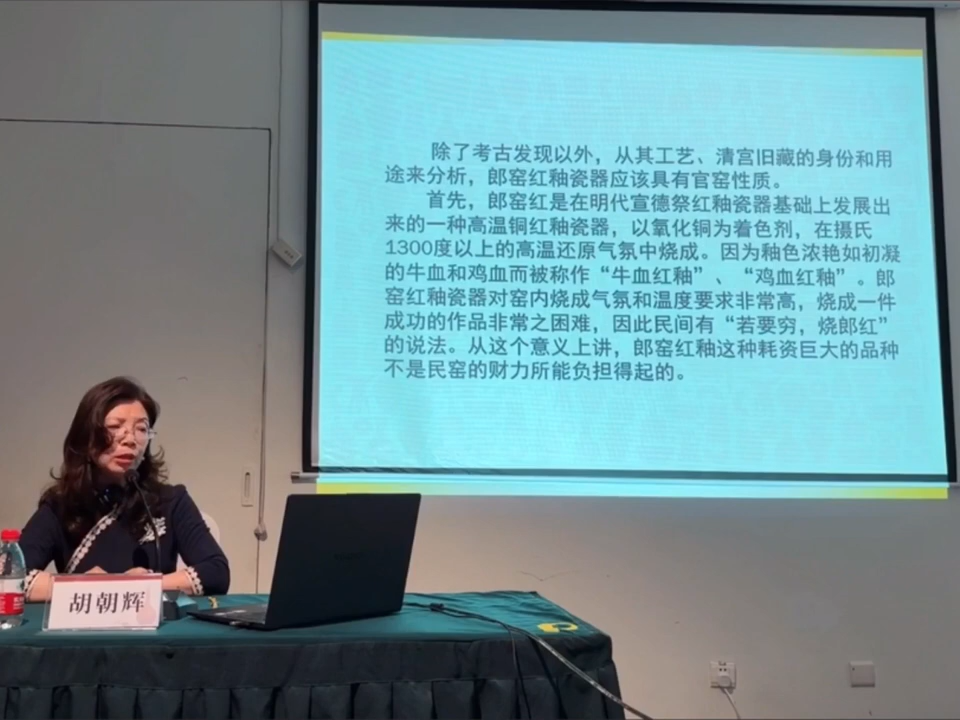 除了考古发现以外，从其工艺、清宫旧藏的身份和用
途来分析，郎窑红釉瓷器应该具有官窑性质。
首先，郎窑红是在明代宣德祭红釉瓷器基础上发展出
来的一种高温铜红釉瓷器，以氧化铜为着色剂，在摄氏
1300度以上的高温还原气氛中烧成。因为釉色浓艳如初凝
的牛血和鸡血而被称作“牛血红釉”、“鸡血红釉”。郎
窑红釉瓷器对窑内烧成气氛和温度要求非常高，烧成一件
成功的作品非常之困难，因此民间有“若要穷，烧郎红”
的说法。从这个意义上讲，郎窑红釉这种耗资巨大的品种
不是民窑的财力所能负担得起的。
胡朝辉